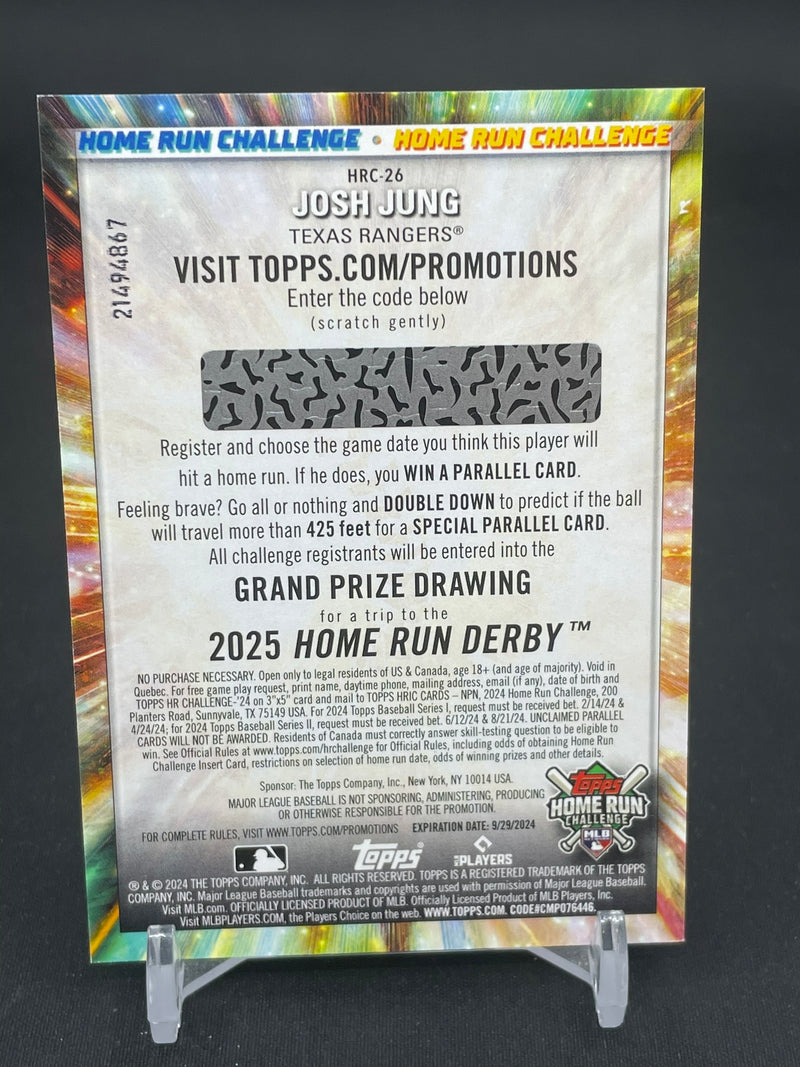 HOME RUN CHALLENGE • HOME RUN CHALLENGE
HRC-26
JOSH JUNG
TEXAS RANGERS®
21494867
VISIT TOPPS.COM/PROMOTIONS
Enter the code below
(scratch gently)
Register and choose the game date you think this player will
hit a home run. If he does, you WIN A PARALLEL CARD.
Feeling brave? Go all or nothing and DOUBLE DOWN to predict if the ball
will travel more than 425 feet for a SPECIAL PARALLEL CARD.
All challenge registrants will be entered into the
GRAND PRIZE DRAWING
for a trip to the
2025 HOME RUN DERBY™
NO PURCHASE NECESSARY. Open only to legal residents of US & Canada, age 18+ (and age of majority). Void in
Quebec. For free game play request, print name, daytime phone, mailing address, email (if any), date of birth and
TOPPS HR CHALLENGE-'24 on 3"x5" card and mail to TOPPS HRIC CARDS – NPN, 2024 Home Run Challenge, 200
Planters Road, Sunnyvale, TX 75149 USA. For 2024 Topps Baseball Series I, request must be received bet. 2/14/24 &
4/24/24; for 2024 Topps Baseball Series II, request must be received bet. 6/12/24 & 8/21/24. UNCLAIMED PARALLEL
CARDS WILL NOT BE AWARDED. Residents of Canada must correctly answer skill-testing question to be eligible to
win. See Official Rules at www.topps.com/hrchallenge for Official Rules, including odds of obtaining Home Run
Challenge Insert Card, restrictions on selection of home run date, odds of winning prizes and other details.
Sponsor: The Topps Company, Inc., New York, NY 10014 USA.
MAJOR LEAGUE BASEBALL IS NOT SPONSORING, ADMINISTERING, PRODUCING
OR OTHERWISE RESPONSIBLE FOR THE PROMOTION.
FOR COMPLETE RULES, VISIT WWW.TOPPS.COM/PROMOTIONS EXPIRATION DATE: 9/29/2024
Topps
HOME RUN
CHALLENGE
MLB
Topps
PLAYERS
® & © 2024 THE TOPPS COMPANY, INC. ALL RIGHTS RESERVED. TOPPS IS A REGISTERED TRADEMARK OF THE TOPPS
COMPANY, INC. Major League Baseball trademarks and copyrights are used with permission of Major League Baseball.
Visit MLB.com. OFFICIALLY LICENSED PRODUCT OF MLB. Officially Licensed Product of MLB Players, Inc.
Visit MLBPLAYERS.COM, the Players Choice on the web. WWW.TOPPS.COM. CODE#CMP076446.